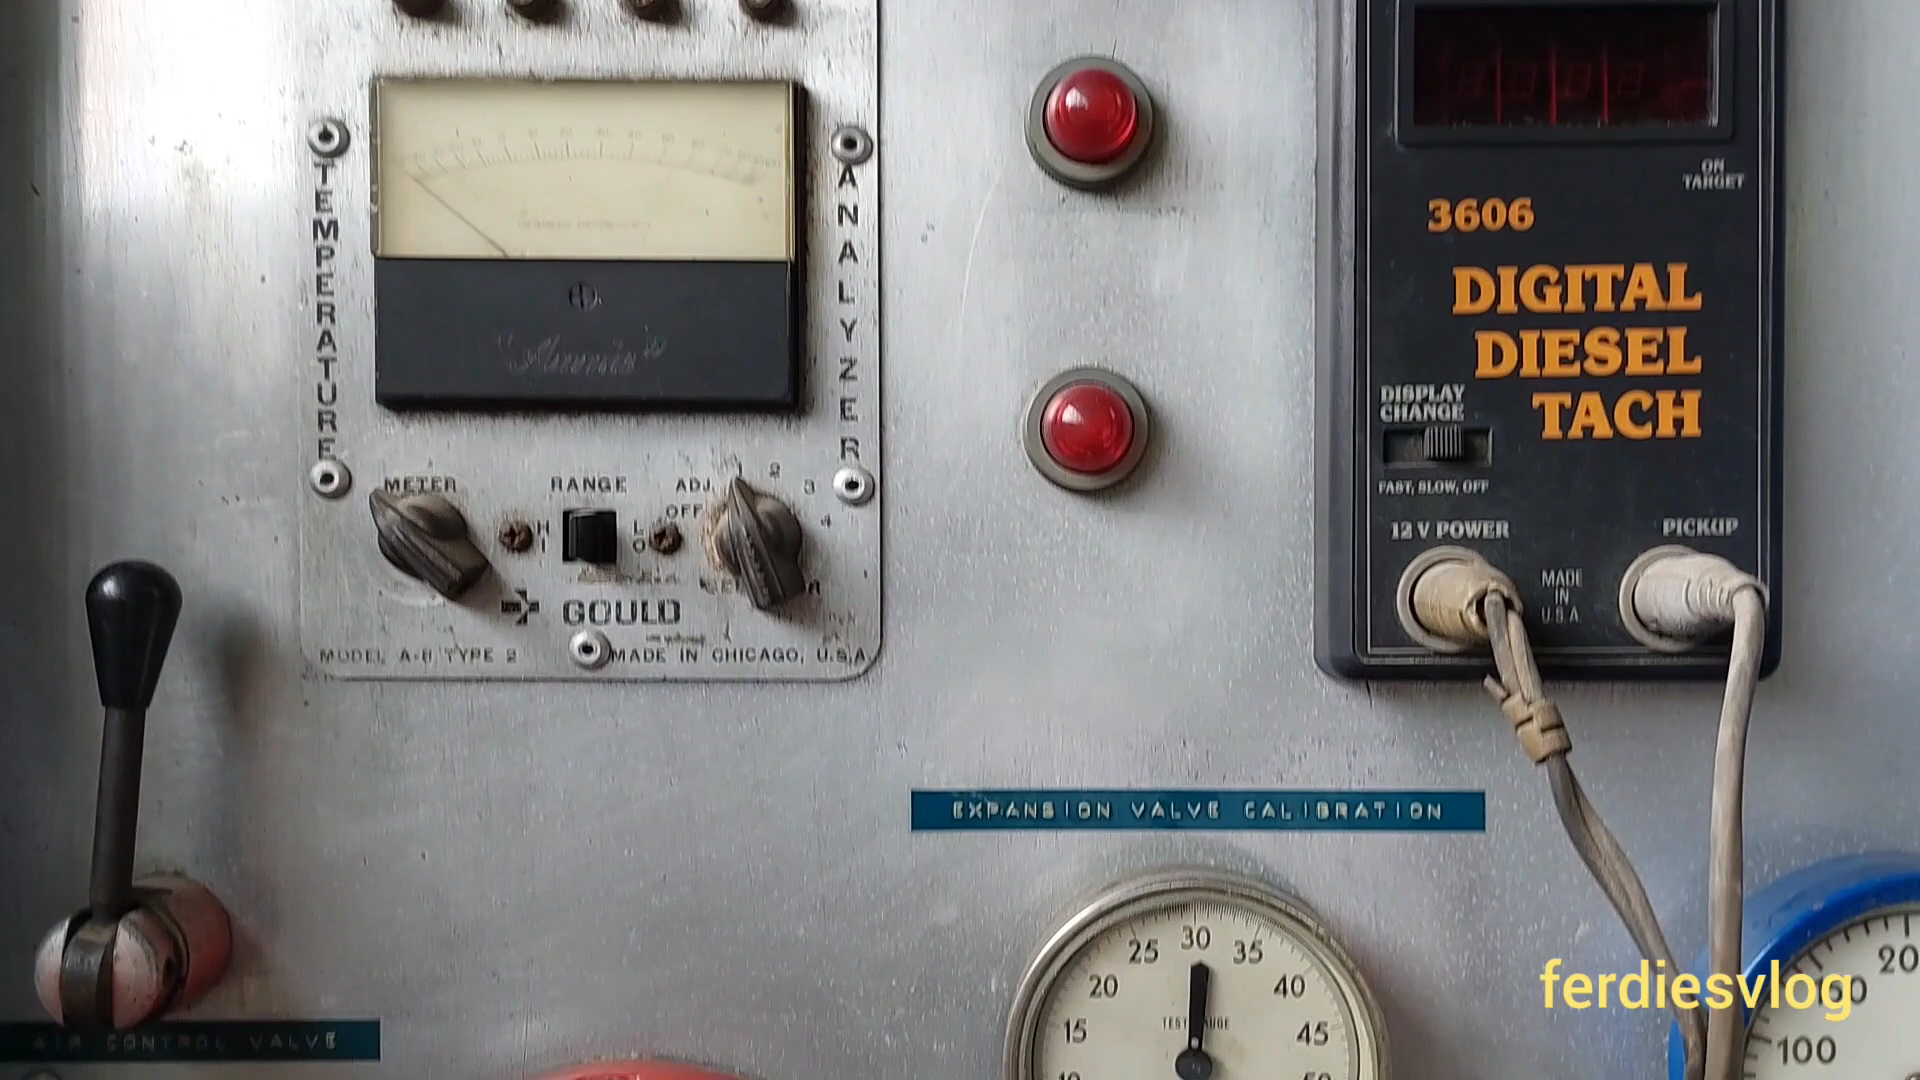 TEMPERATURE
ANALYZER
METER
RANGE
ADJ.
OFF
1
2
3
4
HI
LO
GOULD
MODEL A-B TYPE 2
MADE IN CHICAGO, U.S.A.
ON
TARGET
3606
DIGITAL
DIESEL
TACH
DISPLAY
CHANGE
FAST, SLOW, OFF
12 V POWER
PICKUP
MADE
IN
U.S.A.
EXPANSION VALVE CALIBRATION
15 20 25 30 35 40 45
AIR CONTROL VALVE
100
ferdiesvlog